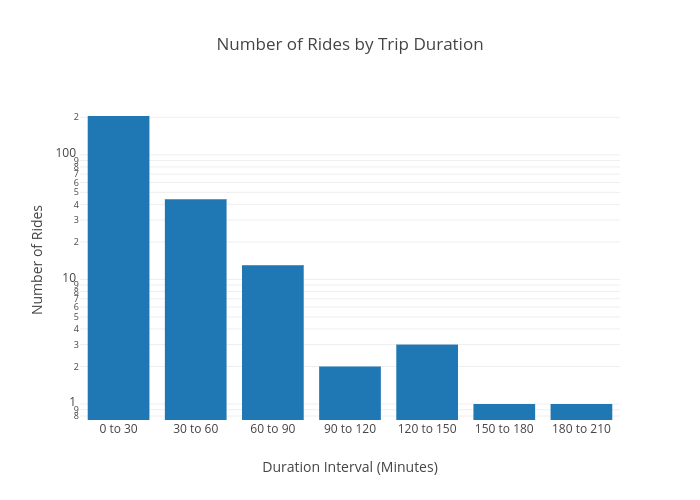 Number of Rides by Trip Duration
2
100
9
8
7
6
5
4
3
2
10
9
8
7
6
5
4
3
2
1
9
8
Number of Rides
0 to 30
30 to 60
60 to 90
90 to 120
120 to 150
150 to 180
180 to 210
Duration Interval (Minutes)